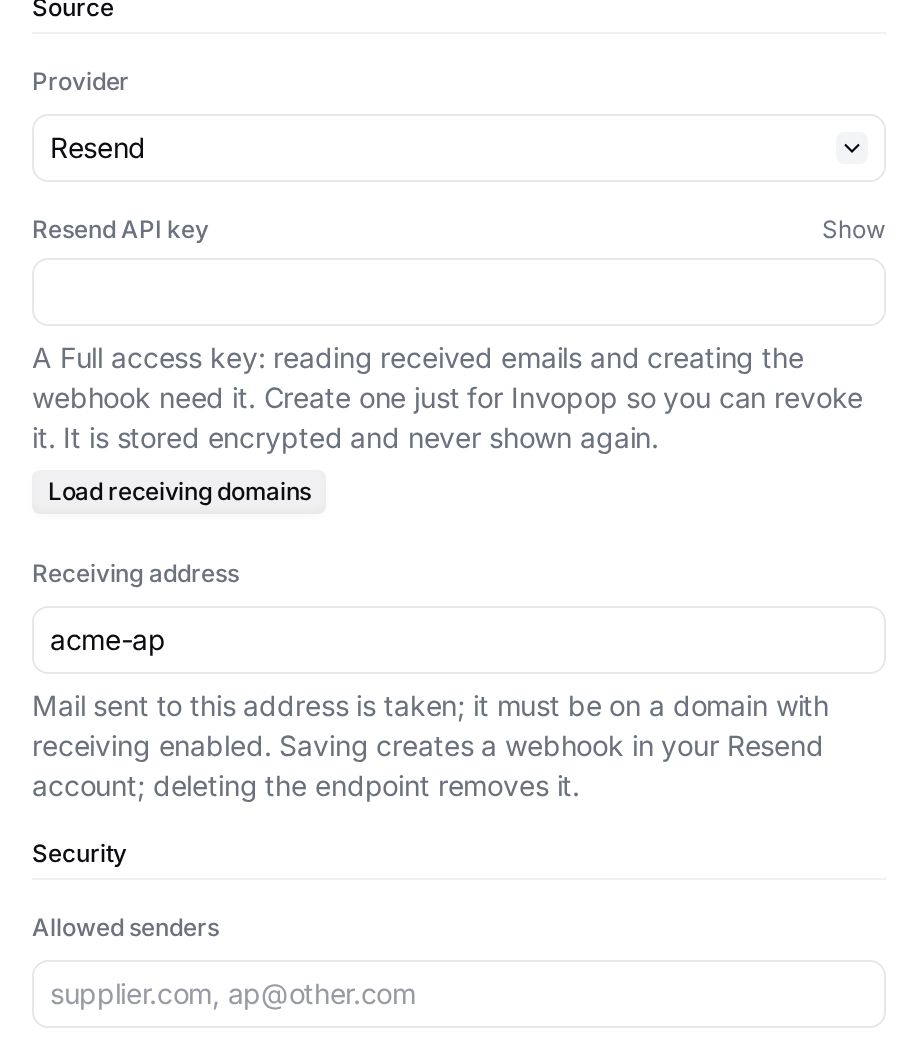 Source
Provider
Resend
Resend API key
Show
A Full access key: reading received emails and creating the
webhook need it. Create one just for Invopop so you can revoke
it. It is stored encrypted and never shown again.
Load receiving domains
Receiving address
acme-ap
Mail sent to this address is taken; it must be on a domain with
receiving enabled. Saving creates a webhook in your Resend
account; deleting the endpoint removes it.
Security
Allowed senders
supplier.com, ap@other.com